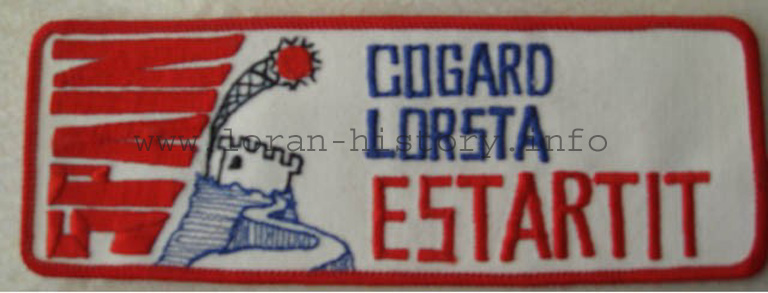 SPAIN
COGARD
LORSTA
ESTARTIT
www.loran-history.info